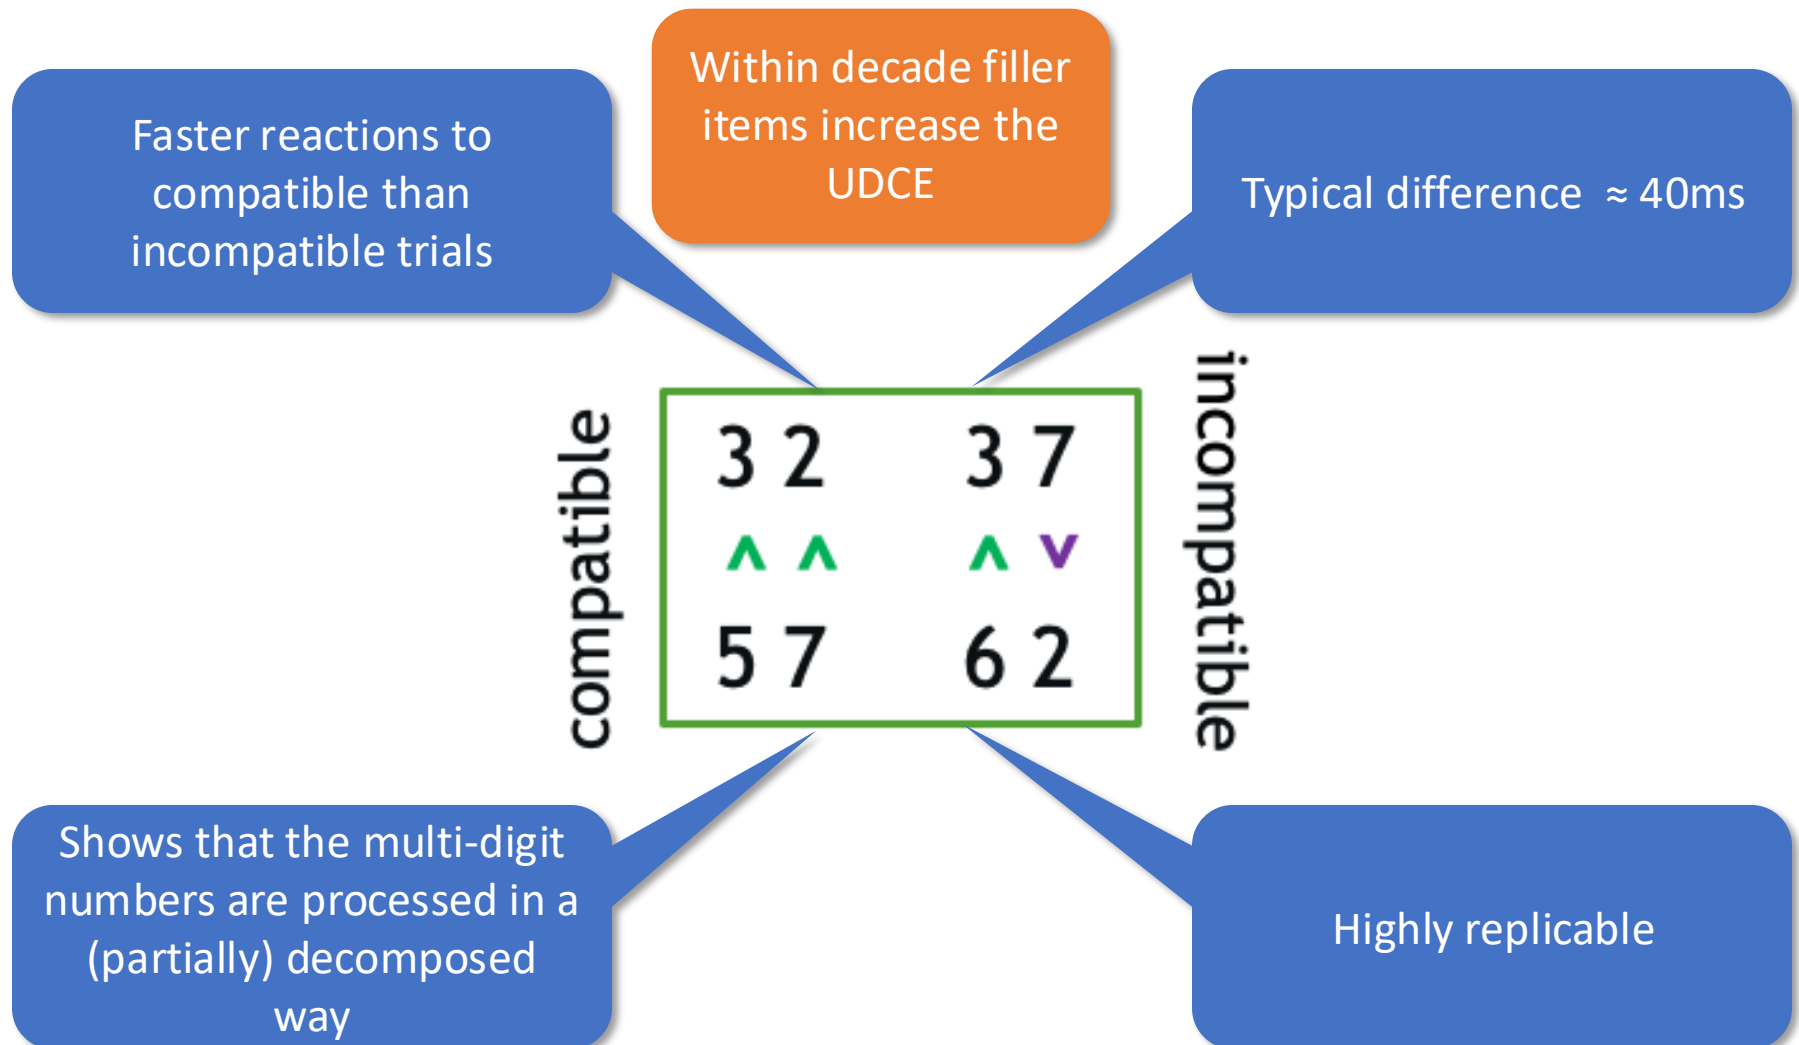 Within decade filler
items increase the
UDCE
Faster reactions to
compatible than
incompatible trials
Typical difference ≈ 40ms
compatible
3 2 3 7
^ ^ ^ v
5 7 6 2
incompatible
Shows that the multi-digit
numbers are processed in a
(partially) decomposed
way
Highly replicable